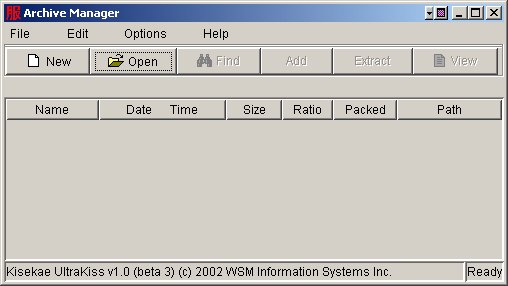 服 Archive Manager
File Edit Options Help
New Open Find Add Extract View
Name Date Time Size Ratio Packed Path
Kisekae UltraKiss v1.0 (beta 3) (c) 2002 WSM Information Systems Inc. Ready